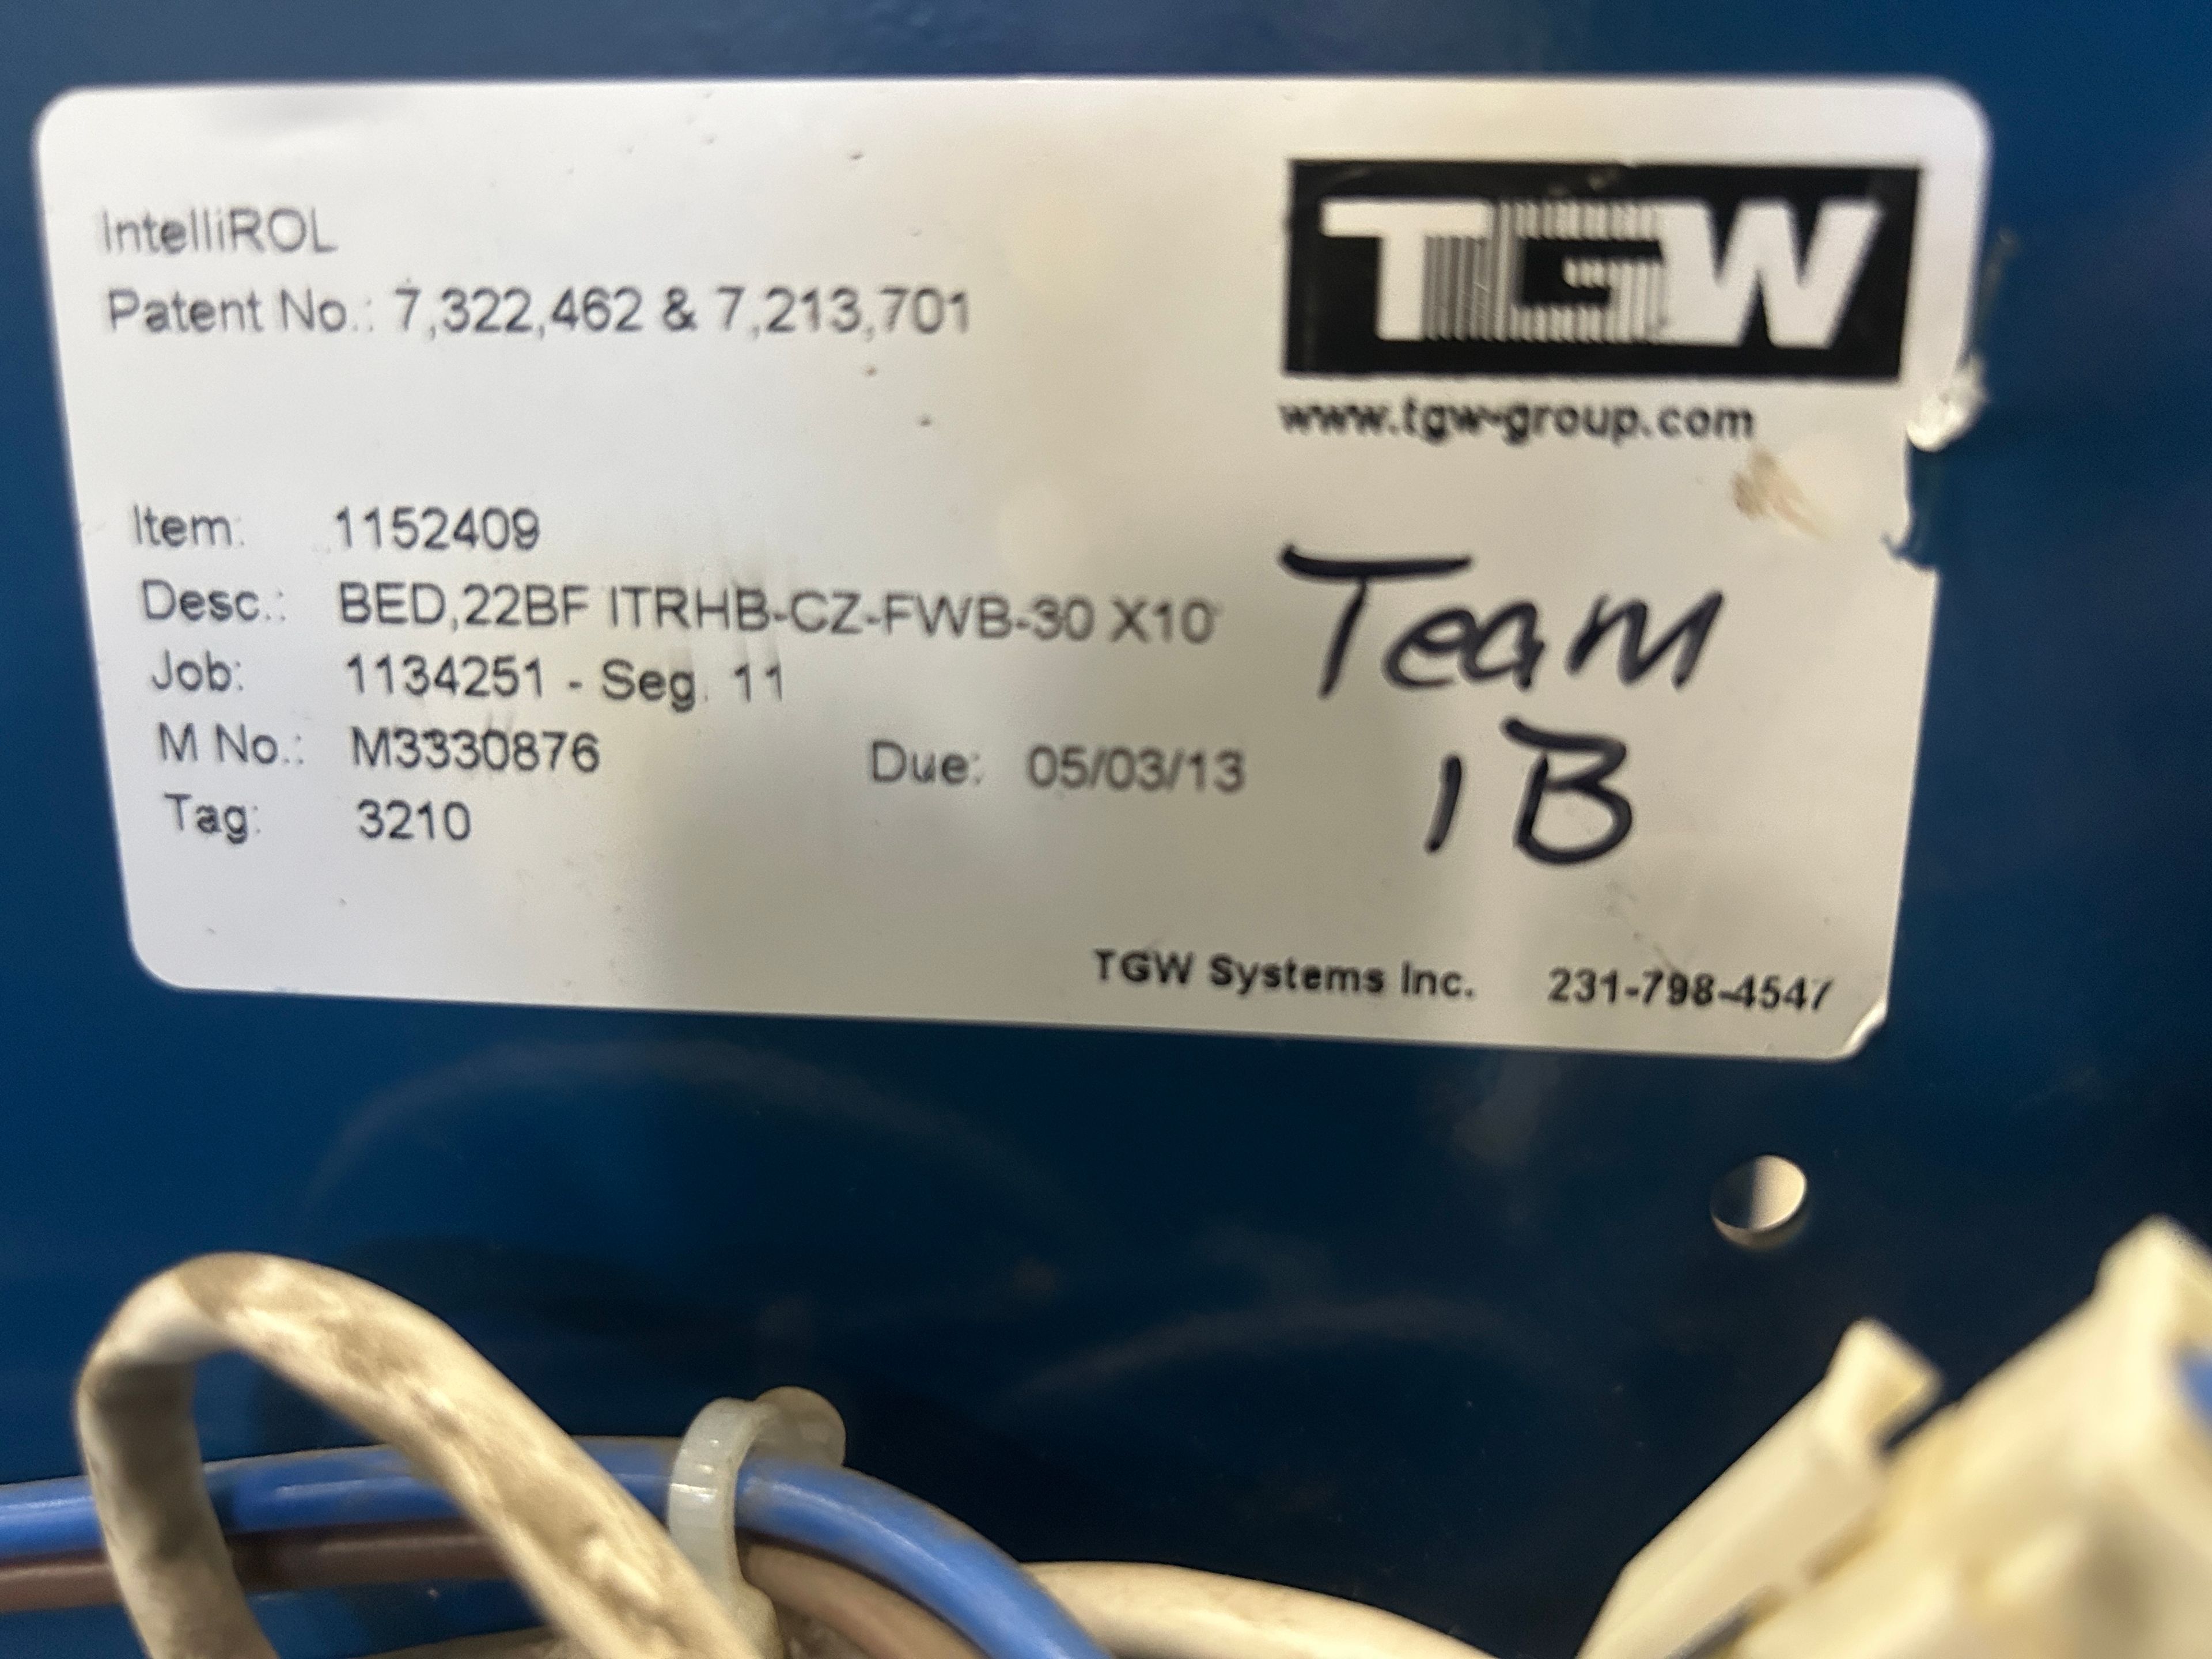 IntelliROL
Patent No.: 7,322,462 & 7,213,701
TGW
www.tgw-group.com
Item: 1152409
Desc.: BED,22BF ITRHB-CZ-FWB-30 X10
Job: 1134251 - Seg. 11
M No.: M3330876
Due: 05/03/13
Tag: 3210
Team
1B
TGW Systems Inc. 231-798-4547